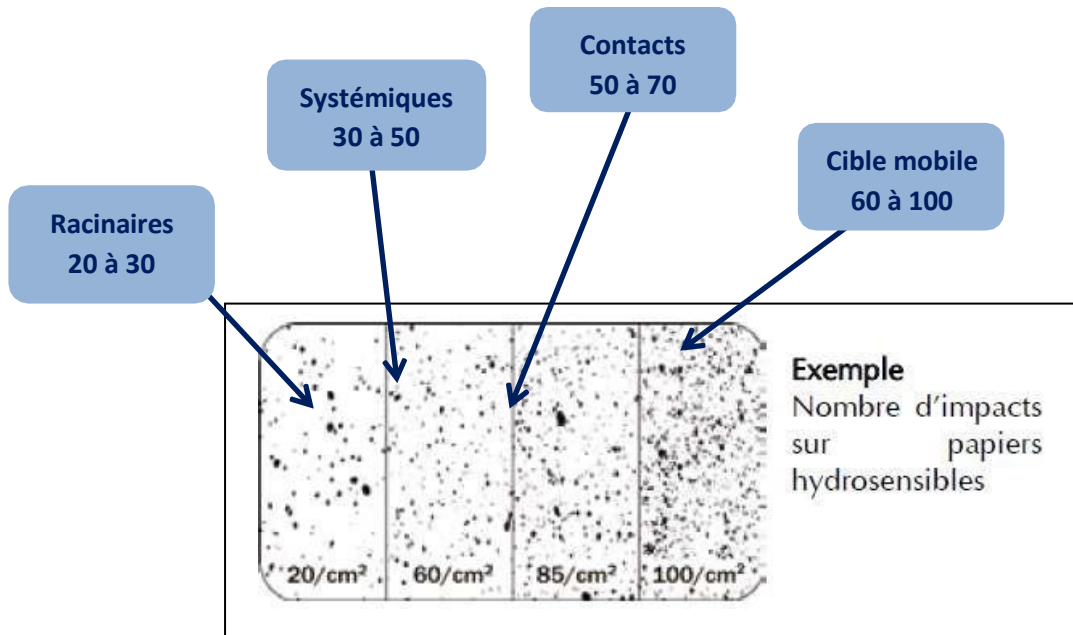 Contacts
50 à 70
Systémiques
30 à 50
Cible mobile
60 à 100
Racinaires
20 à 30
Exemple
Nombre d'impacts
sur papiers
hydrosensibles
20/cm²
60/cm²
85/cm²
100/cm²